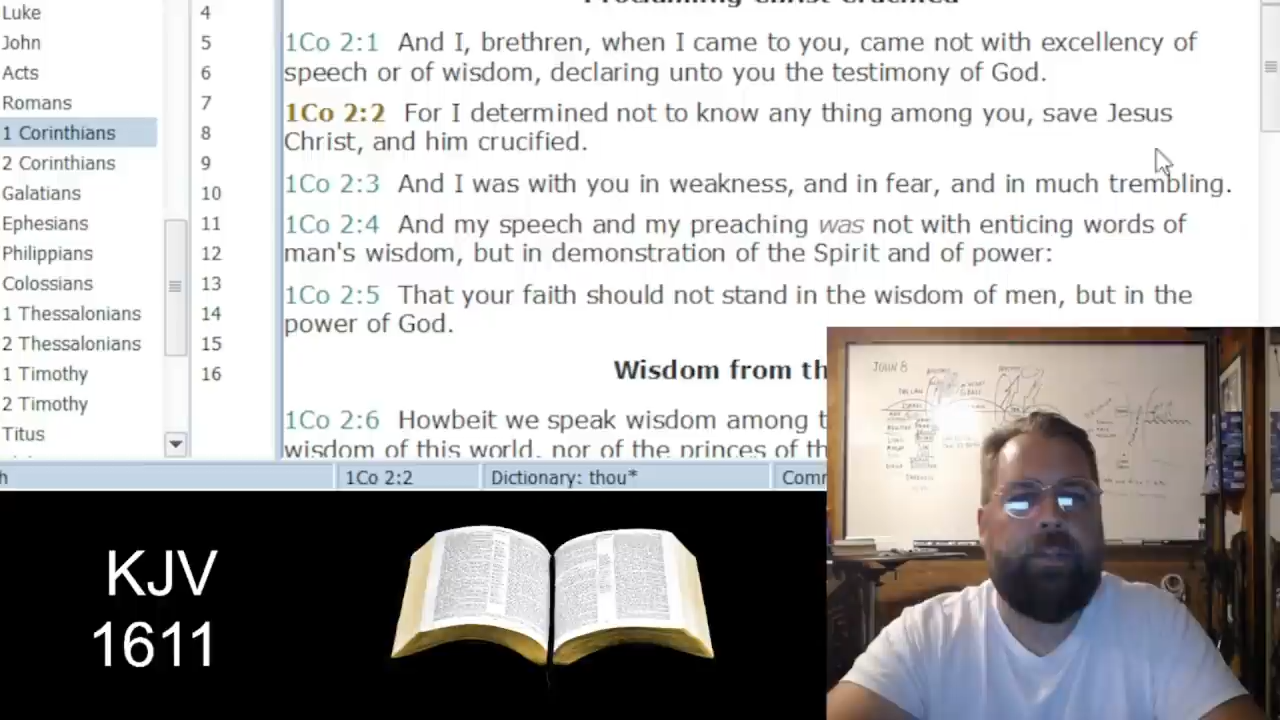 Proclaiming Christ Crucified
Luke
John
Acts
Romans
1 Corinthians
2 Corinthians
Galatians
Ephesians
Philippians
Colossians
1 Thessalonians
2 Thessalonians
1 Timothy
2 Timothy
Titus
4
5
6
7
8
9
10
11
12
13
14
15
16
1Co 2:1 And I, brethren, when I came to you, came not with excellency of
speech or of wisdom, declaring unto you the testimony of God.
1Co 2:2 For I determined not to know any thing among you, save Jesus
Christ, and him crucified.
1Co 2:3 And I was with you in weakness, and in fear, and in much trembling.
1Co 2:4 And my speech and my preaching was not with enticing words of
man's wisdom, but in demonstration of the Spirit and of power:
1Co 2:5 That your faith should not stand in the wisdom of men, but in the
power of God.
Wisdom from th
1Co 2:6 Howbeit we speak wisdom among t
wisdom of this world, nor of the princes of th
h
1Co 2:2
Dictionary: thou*
Comm
KJV
1611
JOHN 8